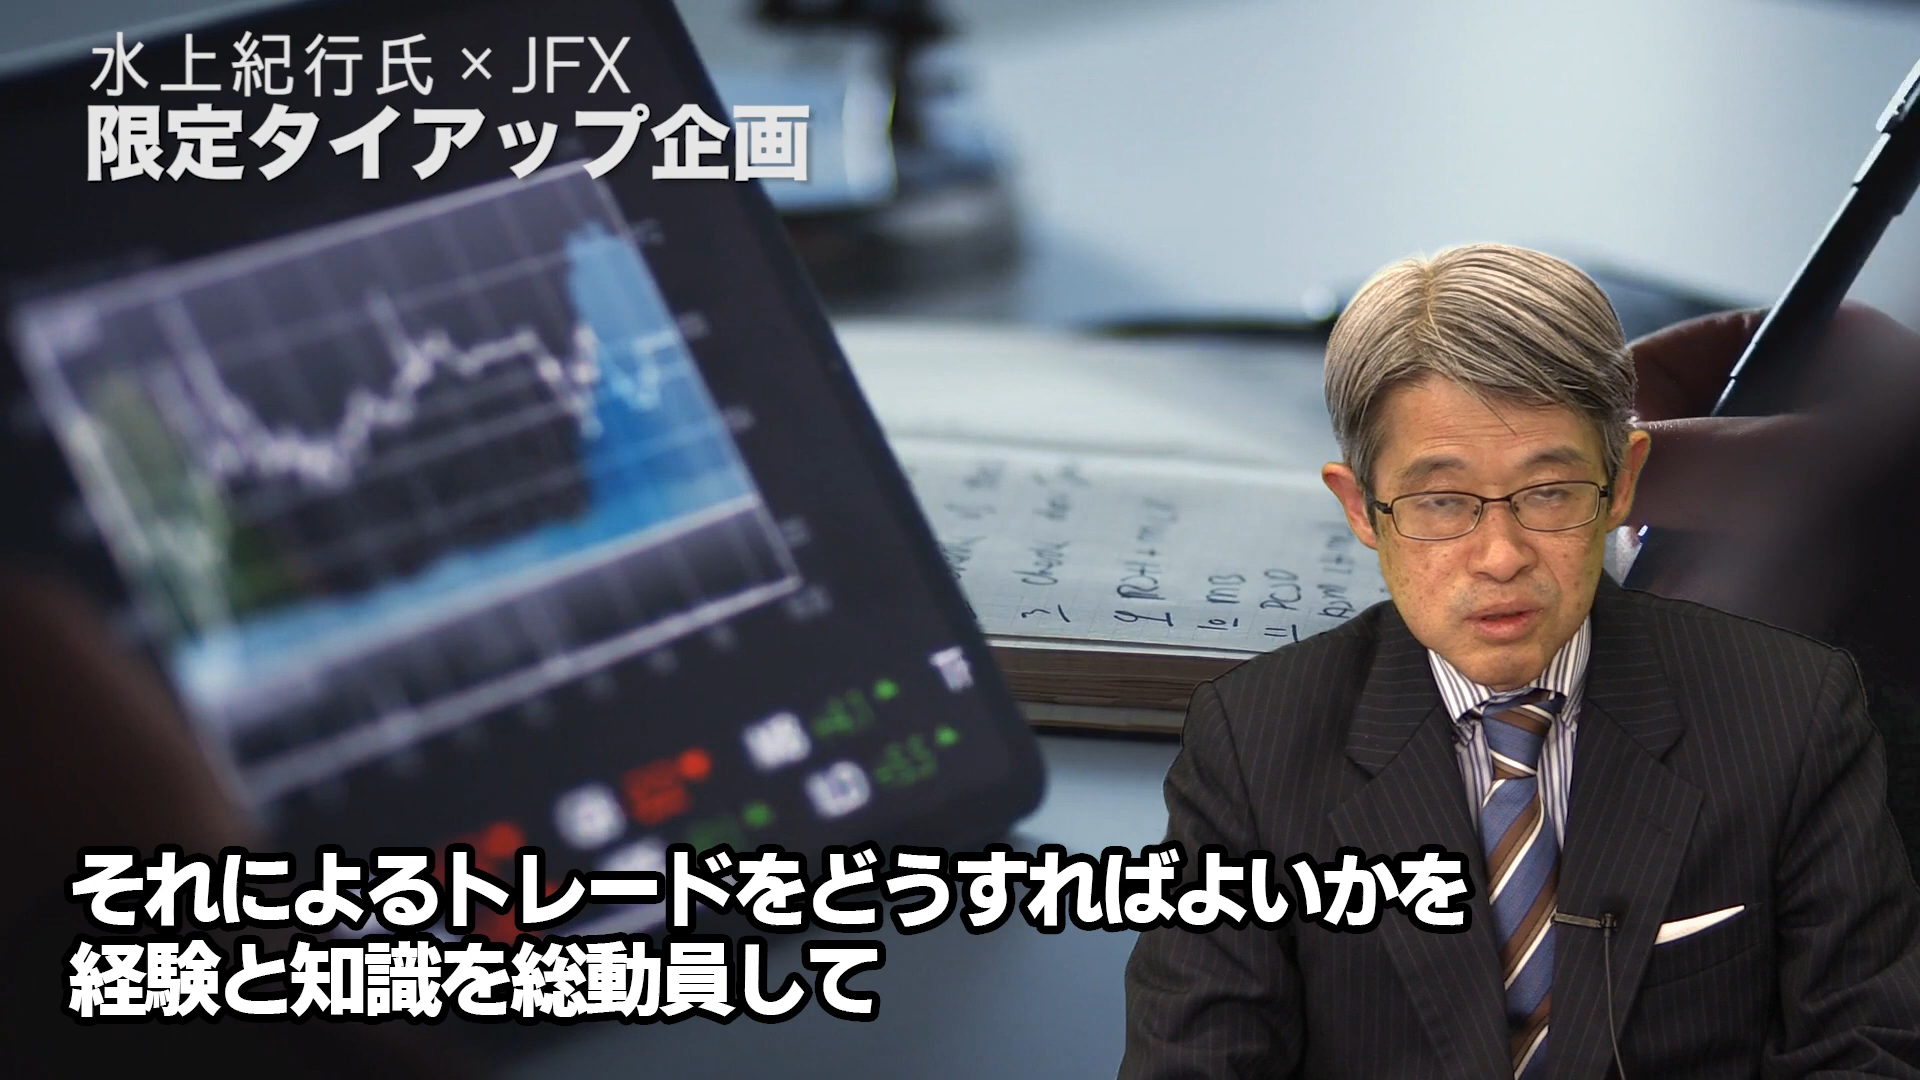 水上紀行氏×JFX
限定タイアップ企画
それによるトレードをどうすればよいかを
経験と知識を総動員して